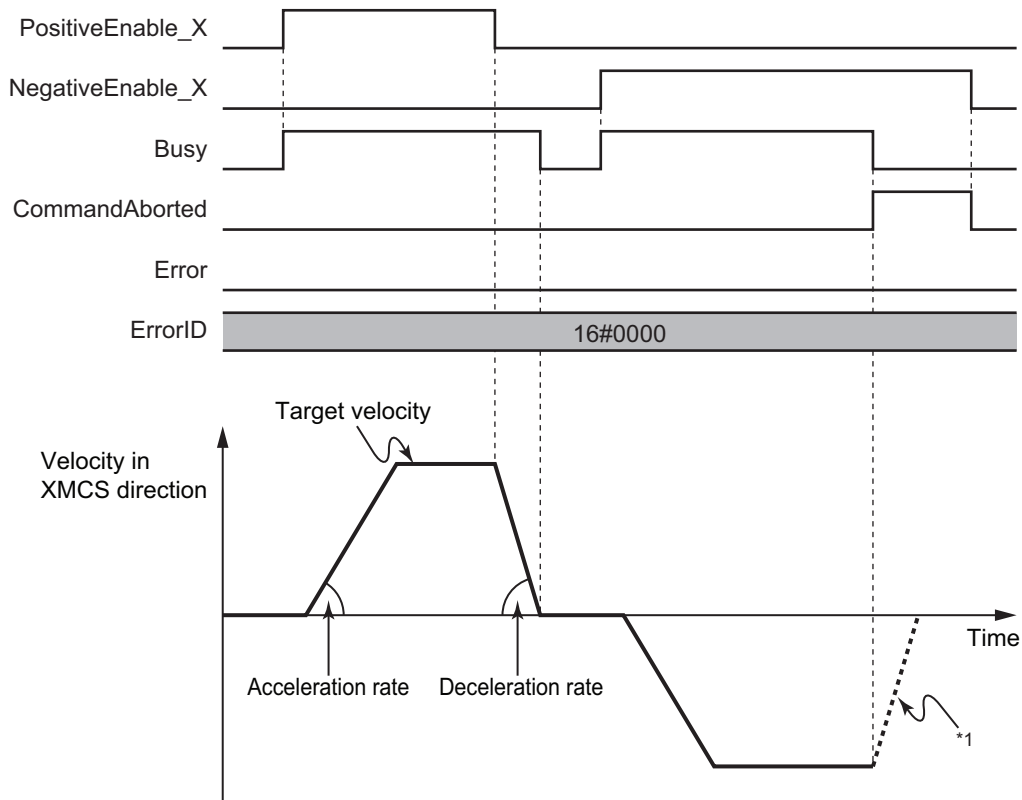 PositiveEnable_X
NegativeEnable_X
Busy
CommandAborted
Error
ErrorID
16#0000
Target velocity
Velocity in
XMCS direction
Time
Acceleration rate
Deceleration rate
*1